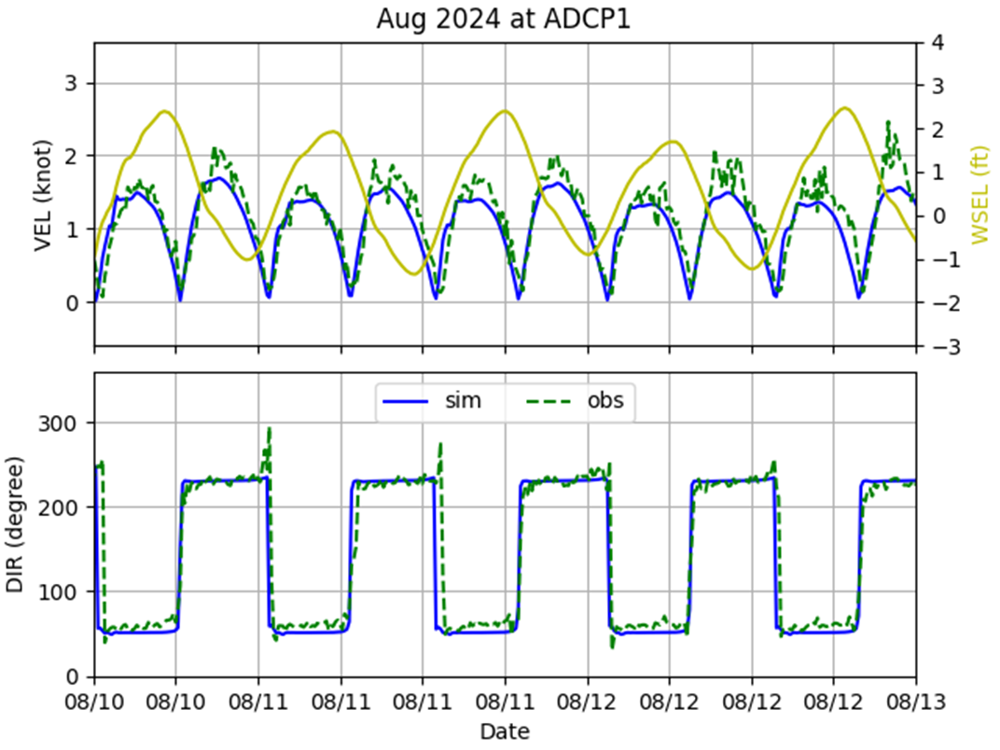 Aug 2024 at ADCP1
VEL (knot)
3
2
1
0
4
3
2
1
0
−1
−2
−3
WSEL (ft)
sim obs
DIR (degree)
300
200
100
0
08/10 08/10 08/11 08/11 08/11 08/11 08/12 08/12 08/12 08/12 08/13
Date